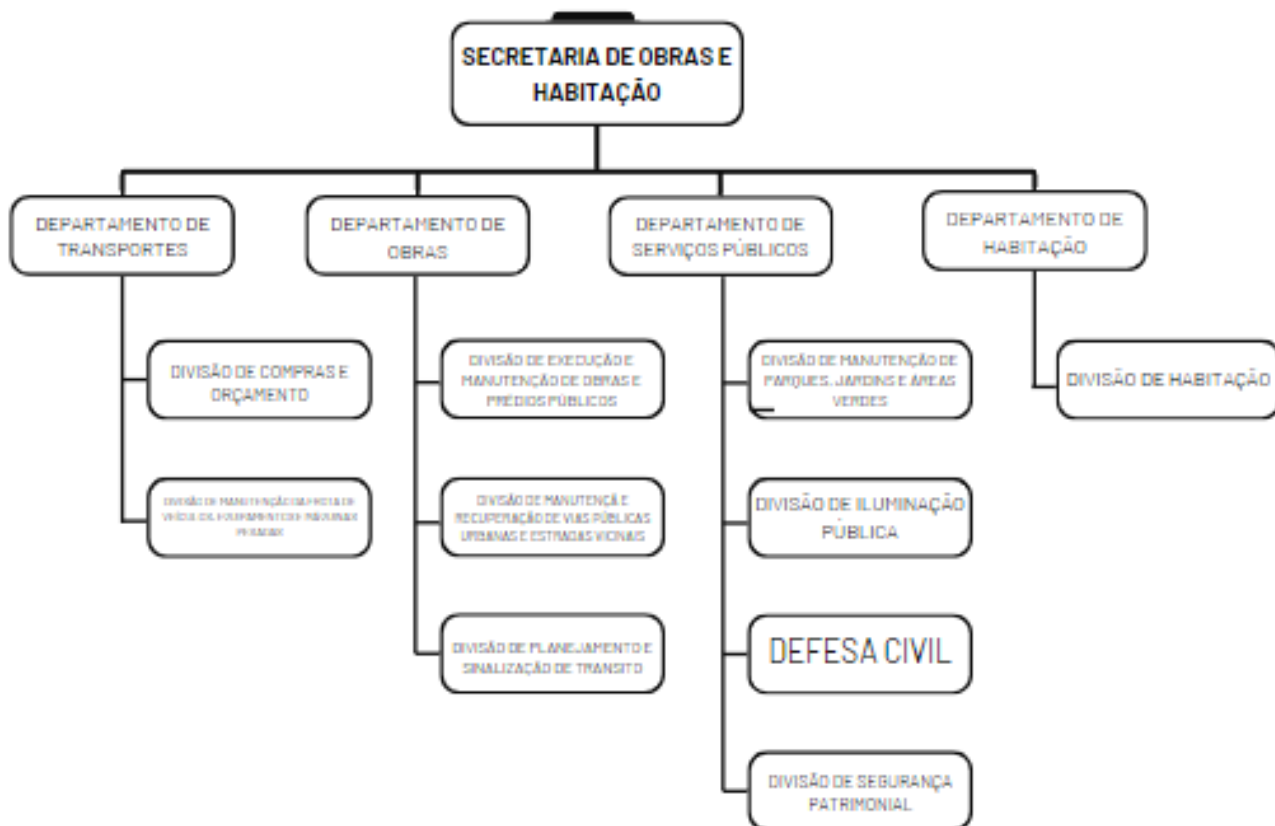 SECRETARIA DE OBRAS E
HABITAÇÃO
DEPARTAMENTO DE
TRANSPORTES
DEPARTAMENTO DE
OBRAS
DEPARTAMENTO DE
SERVIÇOS PÚBLICOS
DEPARTAMENTO DE
HABITAÇÃO
DIVISÃO DE COMPRAS E
ORÇAMENTO
DIVISÃO DE EXECUÇÃO E
MANUTENÇÃO DE OBRAS E
PRÉDIOS PÚBLICOS
DIVISÃO DE MANUTENÇÃO DE
PARQUES, JARDINS E ÁREAS
VERDES
DIVISÃO DE HABITAÇÃO
DIVISÃO DE MANUTENÇÃO DA FROTA DE
PESADAS
DIVISÃO DE MANUTENÇÃ E
RECUPERAÇÃO DE VIAS PÚBLICAS
URBANAS E ESTRADAS VICINAIS
DIVISÃO DE ILUMINAÇÃO
PÚBLICA
DIVISÃO DE PLANEJAMENTO E
SINALIZAÇÃO DE TRANSITO
DEFESA CIVIL
DIVISÃO DE SEGURANÇA
PATRIMONIAL